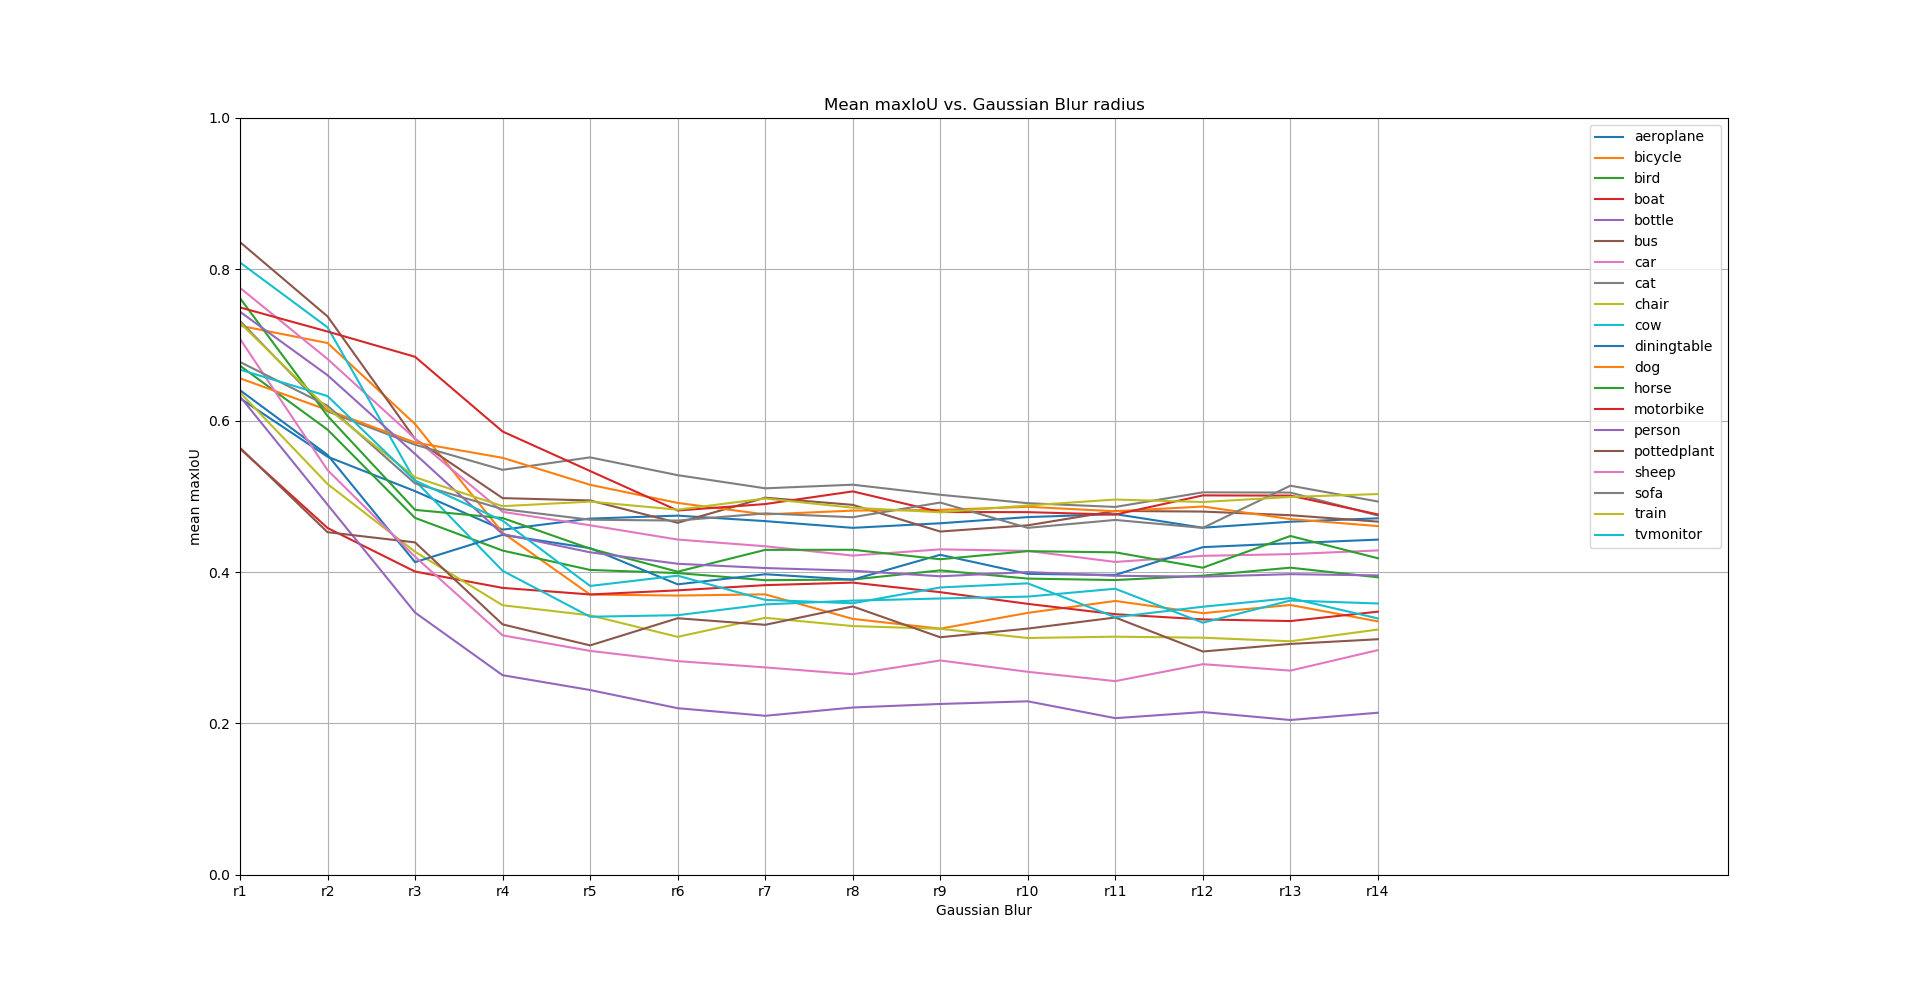 Mean maxIoU vs. Gaussian Blur radius
1.0
0.8
0.6
0.4
0.2
0.0
mean maxIoU
r1 r2 r3 r4 r5 r6 r7 r8 r9 r10 r11 r12 r13 r14
Gaussian Blur
aeroplane
bicycle
bird
boat
bottle
bus
car
cat
chair
cow
diningtable
dog
horse
motorbike
person
pottedplant
sheep
sofa
train
tvmonitor